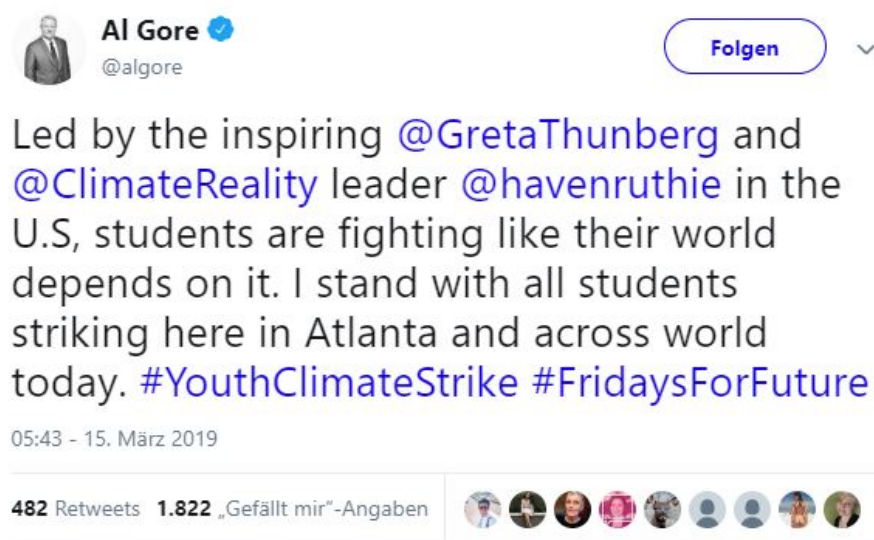 Al Gore
@algore
Folgen
Led by the inspiring @GretaThunberg and
@ClimateReality leader @havenruthie in the
U.S, students are fighting like their world
depends on it. I stand with all students
striking here in Atlanta and across world
today. #YouthClimateStrike #FridaysForFuture
05:43 - 15. März 2019
482 Retweets 1.822 „Gefällt mir“-Angaben